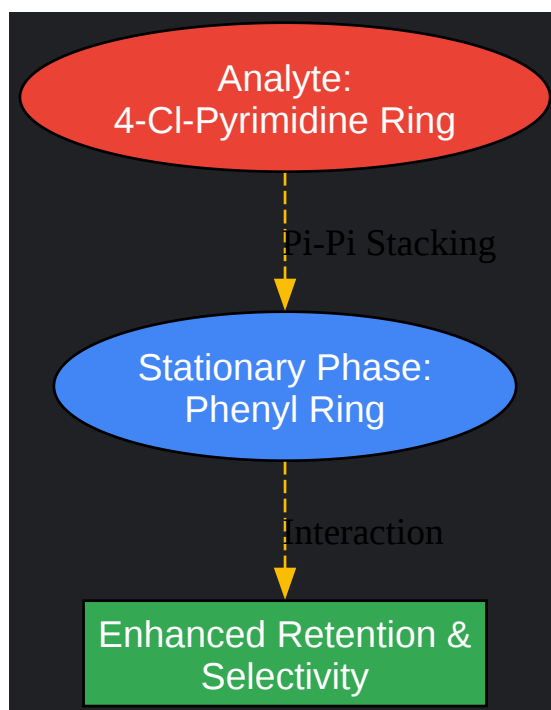 Analyte:
4-Cl-Pyrimidine Ring
Pi-Pi Stacking
Stationary Phase:
Phenyl Ring
Interaction
Enhanced Retention &
Selectivity